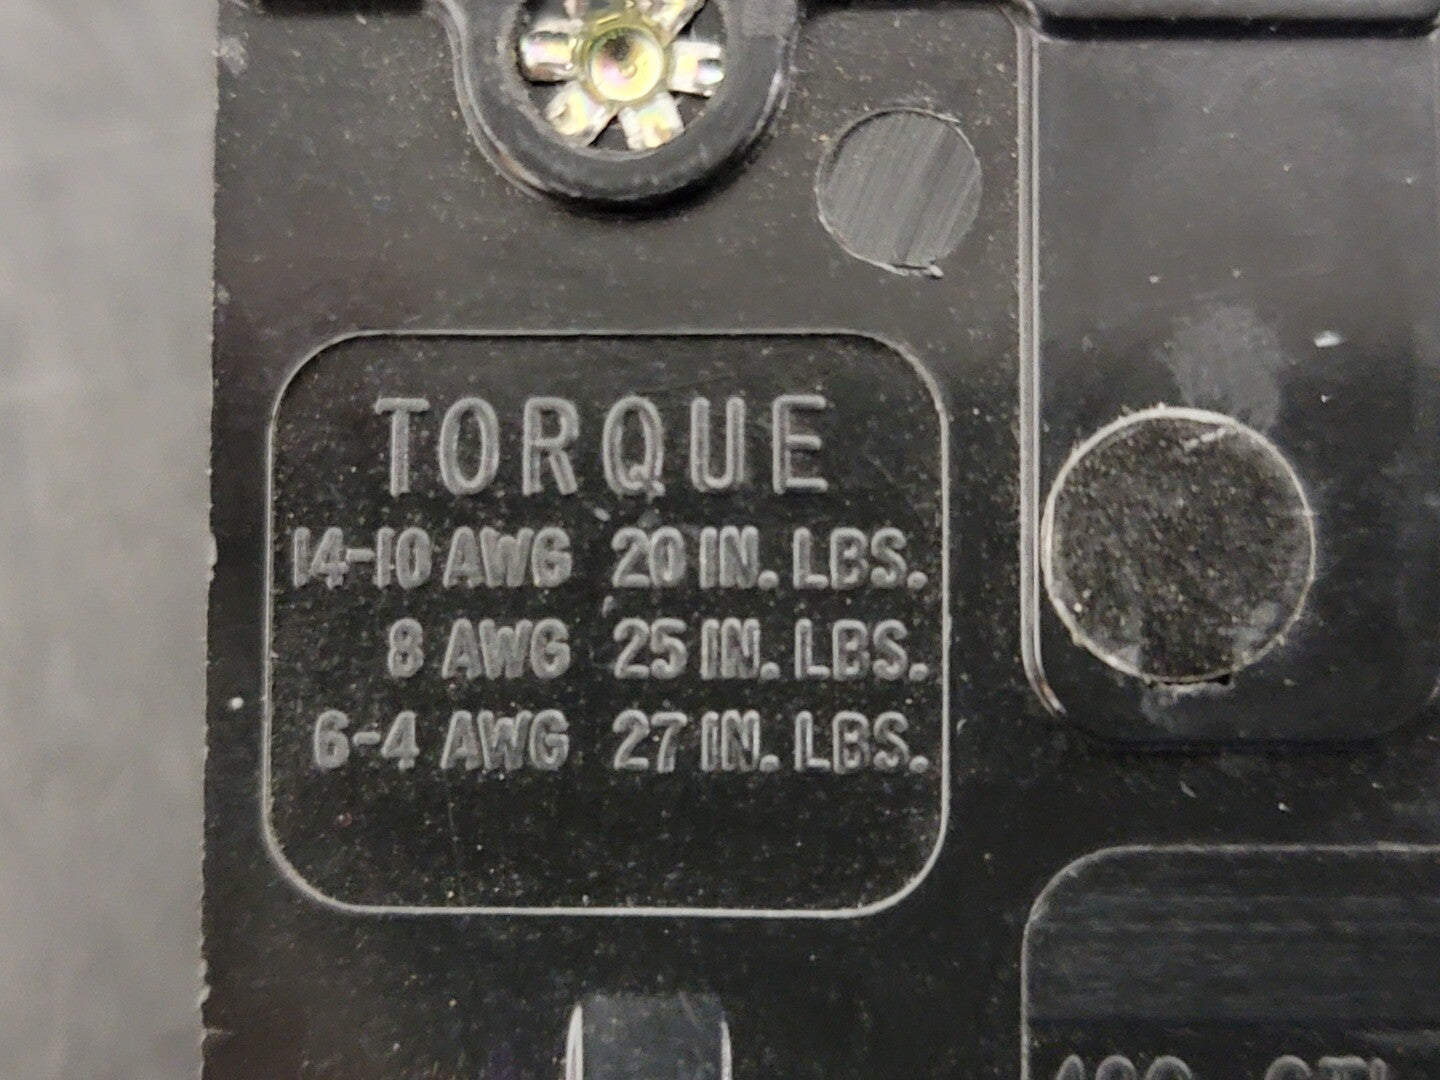 TORQUE
14-10 AWG 20 IN. LBS.
8 AWG 25 IN. LBS.
6-4 AWG 27 IN. LBS.